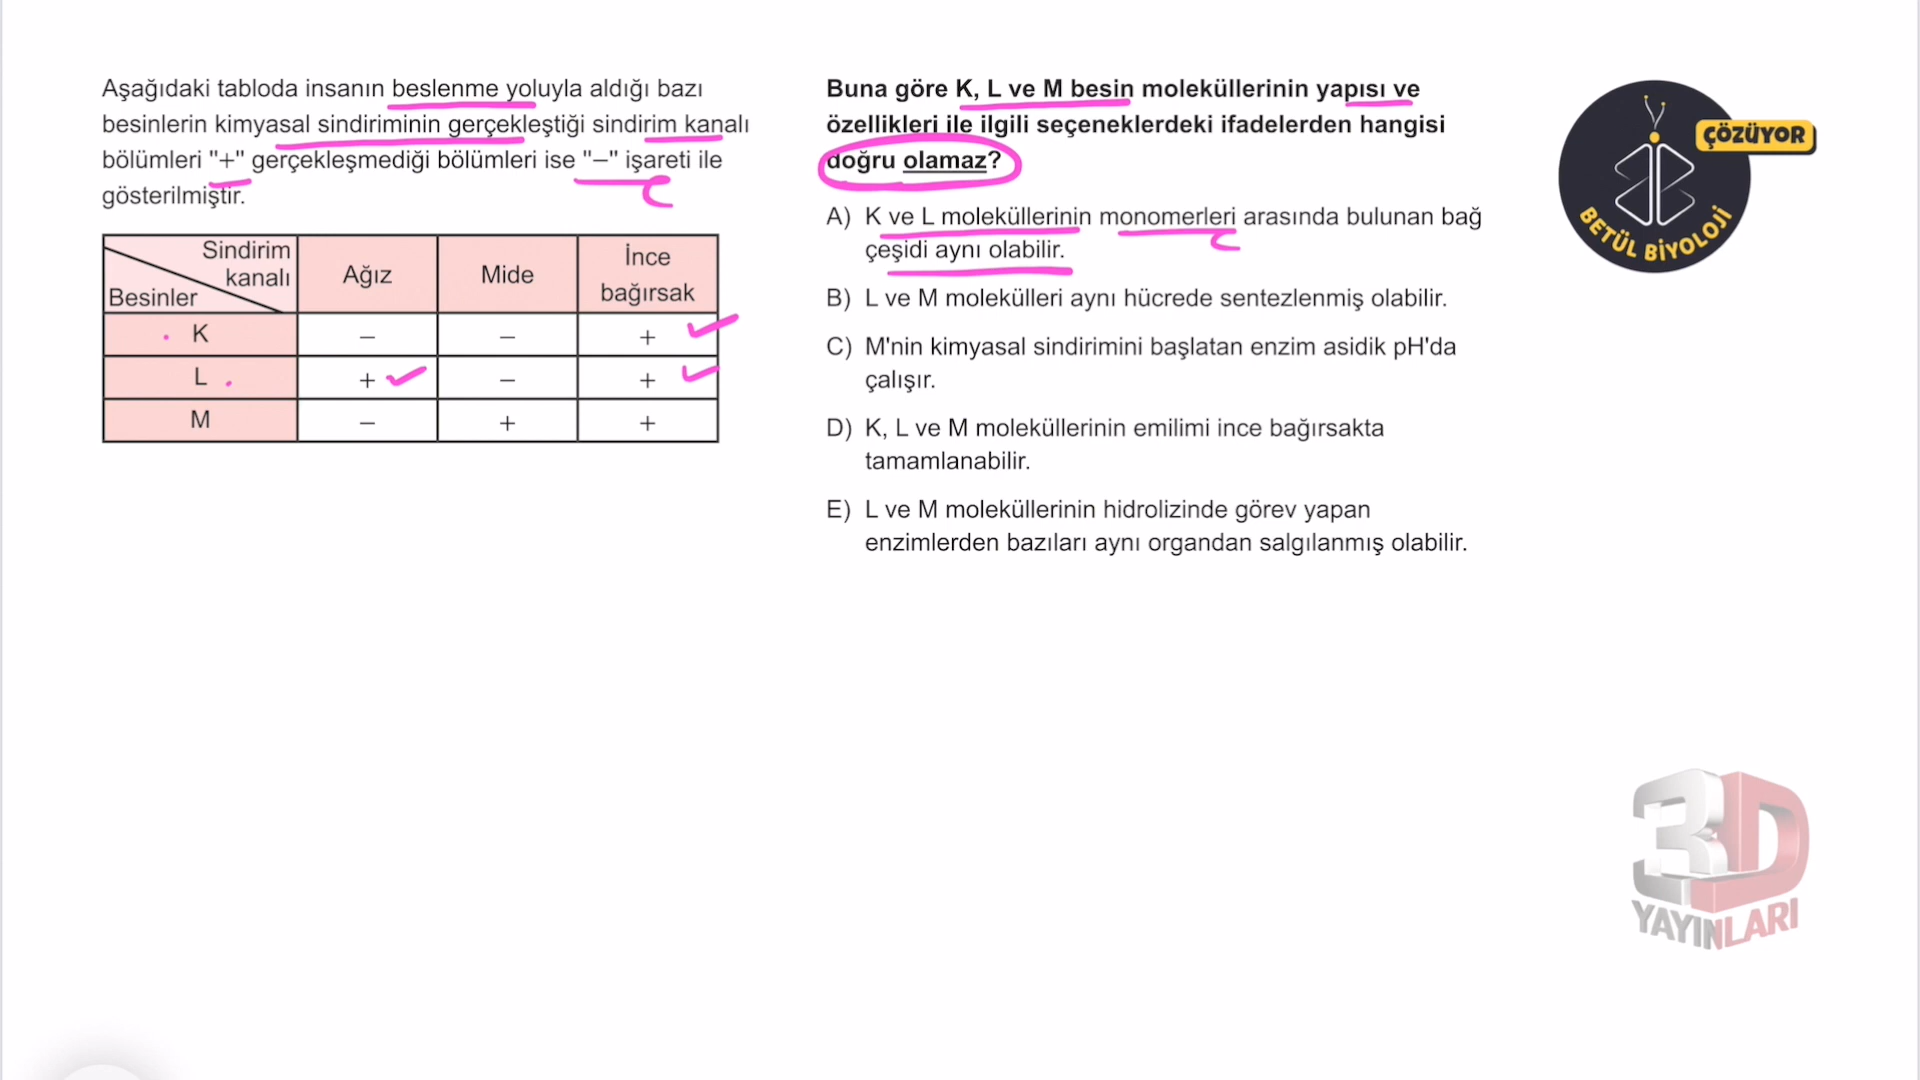 Aşağıdaki tabloda insanın beslenme yoluyla aldığı bazı
besinlerin kimyasal sindiriminin gerçekleştiği sindirim kanalı
bölümleri "+" gerçekleşmediği bölümleri ise "–" işareti ile
gösterilmiştir.
Sindirim
kanalı
Besinler
Ağız
Mide
İnce
bağırsak
K – – +
L + – +
M – + +
Buna göre K, L ve M besin moleküllerinin yapısı ve
özellikleri ile ilgili seçeneklerdeki ifadelerden hangisi
doğru olamaz?
A) K ve L moleküllerinin monomerleri arasında bulunan bağ
çeşidi aynı olabilir.
B) L ve M molekülleri aynı hücrede sentezlenmiş olabilir.
C) M'nin kimyasal sindirimini başlatan enzim asidik pH'da
çalışır.
D) K, L ve M moleküllerinin emilimi ince bağırsakta
tamamlanabilir.
E) L ve M moleküllerinin hidrolizinde görev yapan
enzimlerden bazıları aynı organdan salgılanmış olabilir.
ÇÖZÜYOR
BETÜL BİYOLOJİ
3D
YAYINLARI